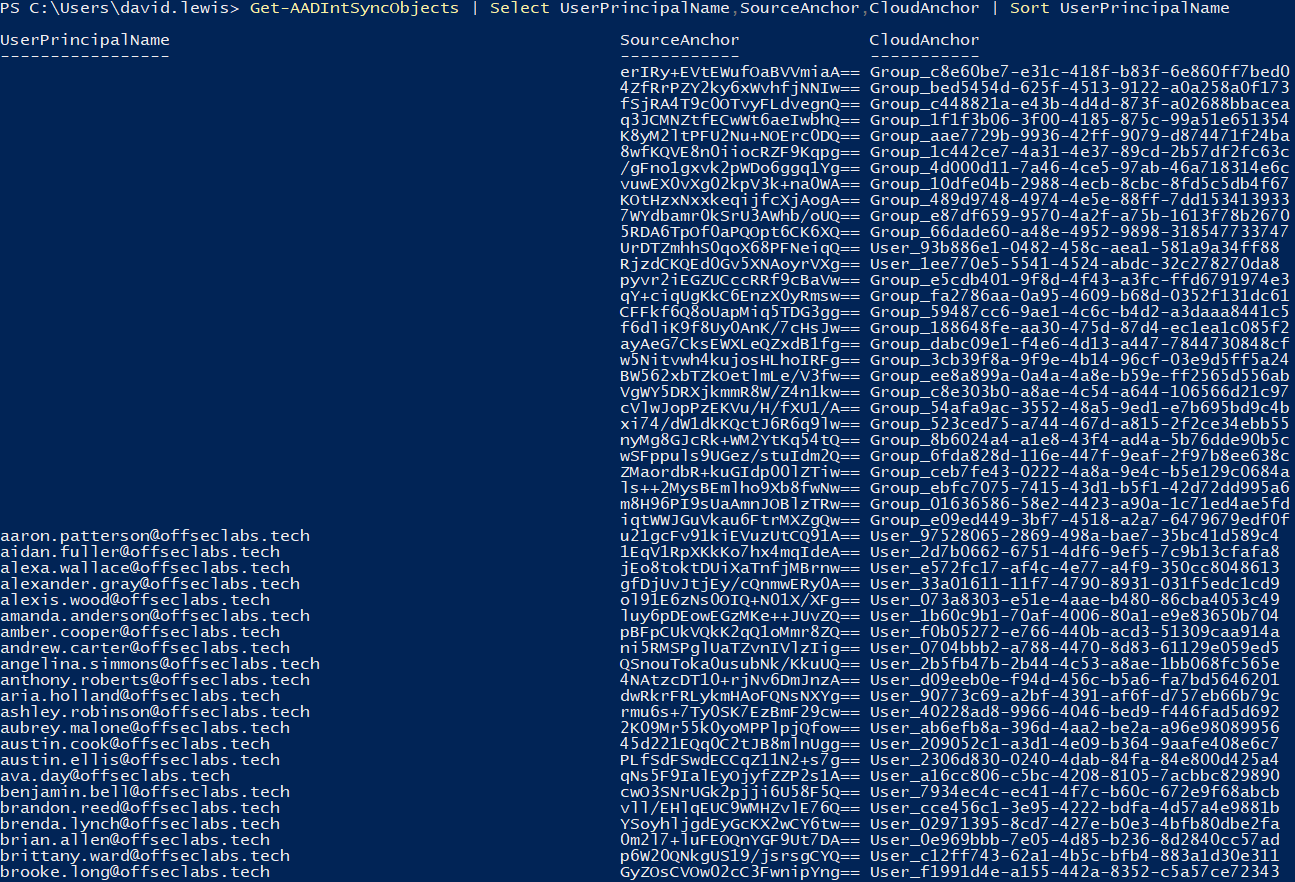 PS C:\Users\david.lewis> Get-AADIntSyncObjects | Select UserPrincipalName,SourceAnchor,CloudAnchor | Sort UserPrincipalName
UserPrincipalName SourceAnchor CloudAnchor
----------------- ------------ -----------
erIRy+EVtEWufOaBVVmiaA== Group_c8e60be7-e31c-418f-b83f-6e860ff7bed0
4ZfRrPZY2ky6xWvhfjNNIw== Group_bed5454d-625f-4513-9122-a0a258a0f173
fSjRA4T9c0OTvyFLdvegnQ== Group_c448821a-e43b-4d4d-873f-a02688bbacea
q3JCMNZtfECwWt6aeIwbhQ== Group_1f1f3b06-3f00-4185-875c-99a51e651354
K8yM2ltPFU2Nu+NOErc0DQ== Group_aae7729b-9936-42ff-9079-d874471f24ba
8wfKQVE8n0iiocRZF9Kqpg== Group_1c442ce7-4a31-4e37-89cd-2b57df2fc63c
/gFno1gxvk2pWDo6ggq1Yg== Group_4d000d11-7a46-4ce5-97ab-46a718314e6c
vuwEX0vXg02kpV3k+na0WA== Group_10dfe04b-2988-4ecb-8cbc-8fd5c5db4f67
KOtHzxNxxkeqijfcXjAogA== Group_489d9748-4974-4e5e-88ff-7dd153413933
7WYdbamr0kSrU3AWhb/oUQ== Group_e87df659-9570-4a2f-a75b-1613f78b2670
5RDA6TpOf0aPQOpt6CK6XQ== Group_66dade60-a48e-4952-9898-318547733747
UrDTZmhhS0qoX68PFNeiqQ== User_93b886e1-0482-458c-aea1-581a9a34ff88
RjzdCKQEd0Gv5XNAoyrVXg== User_1ee770e5-5541-4524-abdc-32c278270da8
pyvr2iEGZUCccRRf9cBaVw== Group_e5cdb401-9f8d-4f43-a3fc-ffd6791974e3
qY+ciqUgKkC6EnzX0yRmsw== Group_fa2786aa-0a95-4609-b68d-0352f131dc61
CFFkf6Q8oUapMiq5TDG3gg== Group_59487cc6-9ae1-4c6c-b4d2-a3daaa8441c5
f6dliK9f8Uy0AnK/7cHsJw== Group_188648fe-aa30-475d-87d4-ec1ea1c085f2
ayAeG7CksEWXLeQZxdB1fg== Group_dabc09e1-f4e6-4d13-a447-7844730848cf
w5Nitvwh4kujosHLhoIRFg== Group_3cb39f8a-9f9e-4b14-96cf-03e9d5ff5a24
BW562xbTZkOetlmLe/V3fw== Group_ee8a899a-0a4a-4a8e-b59e-ff2565d556ab
VgWY5DRXjkmmR8W/Z4n1kw== Group_c8e303b0-a8ae-4c54-a644-106566d21c97
cVlwJopPzEKVu/H/fXU1/A== Group_54afa9ac-3552-48a5-9ed1-e7b695bd9c4b
xi74/dW1dkKQctJ6R6q9lw== Group_523ced75-a744-467d-a815-2f2ce34ebb55
nyMg8GJcRk+WM2YtKq54tQ== Group_8b6024a4-a1e8-43f4-ad4a-5b76dde90b5c
wSFppuls9UGez/stuIdm2Q== Group_6fda828d-116e-447f-9eaf-2f97b8ee638c
ZMaordbR+kuGIdp00lZTiw== Group_ceb7fe43-0222-4a8a-9e4c-b5e129c0684a
ls++2MysBEmlho9Xb8fwNw== Group_ebfc7075-7415-43d1-b5f1-42d72dd995a6
m8H96PI9sUaAmnJOBlzTRw== Group_01636586-58e2-4423-a90a-1c71ed4ae5fd
iqtWWJGuVkau6FtrMXZgQw== Group_e09ed449-3bf7-4518-a2a7-6479679edf0f
aaron.patterson@offseclabs.tech u21gcFv91kiEVuzUtCQ91A== User_97528065-2869-498a-bae7-35bc41d589c4
aidan.fuller@offseclabs.tech 1EqV1RpXKkKo7hx4mqIdeA== User_2d7b0662-6751-4df6-9ef5-7c9b13cfafa8
alexa.wallace@offseclabs.tech jEo8toktDUiXaTnfjMBrnw== User_e572fc17-af4c-4e77-a4f9-350cc8048613
alexander.gray@offseclabs.tech gfDjUvJtjEy/cQnmwERy0A== User_33a01611-11f7-4790-8931-031f5edc1cd9
alexis.wood@offseclabs.tech ol91E6zNs0OIQ+N01X/XFg== User_073a8303-e51e-4aae-b480-86cba4053c49
amanda.anderson@offseclabs.tech luy6pDEowEGzMKe++JUvZQ== User_1b60c9b1-70af-4006-80a1-e9e83650b704
amber.cooper@offseclabs.tech pBFpCUkVQkK2qQ1oMmr8ZQ== User_f0b05272-e766-440b-acd3-51309caa914a
andrew.carter@offseclabs.tech ni5RMSPglUaTZvnIVlzIig== User_0704bbb2-a788-4470-8d83-61129e059ed5
angelina.simmons@offseclabs.tech QSnouToka0usubNk/KkuUQ== User_2b5fb47b-2b44-4c53-a8ae-1bb068fc565e
anthony.roberts@offseclabs.tech 4NAtzcDT10+rjNv6DmJnzA== User_d09eeb0e-f94d-456c-b5a6-fa7bd5646201
aria.holland@offseclabs.tech dwRkrFRLykmHAoFQNsNXYg== User_90773c69-a2bf-4391-af6f-d757eb66b79c
ashley.robinson@offseclabs.tech rmu6s+7Ty0SK7EzBmF29cw== User_40228ad8-9966-4046-bed9-f446fad5d692
aubrey.malone@offseclabs.tech 2K09Mr55k0yoMPPlpjQfow== User_ab6efb8a-396d-4aa2-be2a-a96e98089956
austin.cook@offseclabs.tech 45d221EQq0C2tJB8mlnUgg== User_209052c1-a3d1-4e09-b364-9aafe408e6c7
austin.ellis@offseclabs.tech PLfSdFSwdECCqZ11N2+s7g== User_2306d830-0240-4dab-84fa-84e800d425a4
ava.day@offseclabs.tech qNs5F9IalEyOjyfZZP2s1A== User_a16cc806-c5bc-4208-8105-7acbbc829890
benjamin.bell@offseclabs.tech cwO3SNrUGk2pjji6U58F5Q== User_7934ec4c-ec41-4f7c-b60c-672e9f68abcb
brandon.reed@offseclabs.tech vll/EHlqEUC9WMHZvlE76Q== User_cce456c1-3e95-4222-bdfa-4d57a4e9881b
brenda.lynch@offseclabs.tech YSoyhljgdEyGcKX2wCY6tw== User_02971395-8cd7-427e-b0e3-4bfb80dbe2fa
brian.allen@offseclabs.tech 0m2l7+luFEOQnYGF9Ut7DA== User_0e969bbb-7e05-4d85-b236-8d2840cc57ad
brittany.ward@offseclabs.tech p6W20QNkgUS19/jsrsgCYQ== User_c12ff743-62a1-4b5c-bfb4-883a1d30e311
brooke.long@offseclabs.tech GyZOsCVOw02cC3FwnipYng== User_f1991d4e-a155-442a-8352-c5a57ce72343